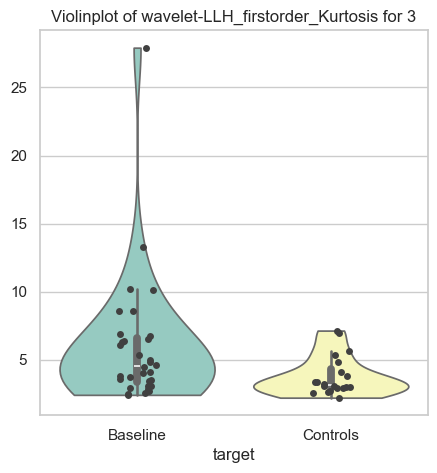 Violinplot of wavelet-LLH_firstorder_Kurtosis for 3
25
20
15
10
5
Baseline
Controls
target